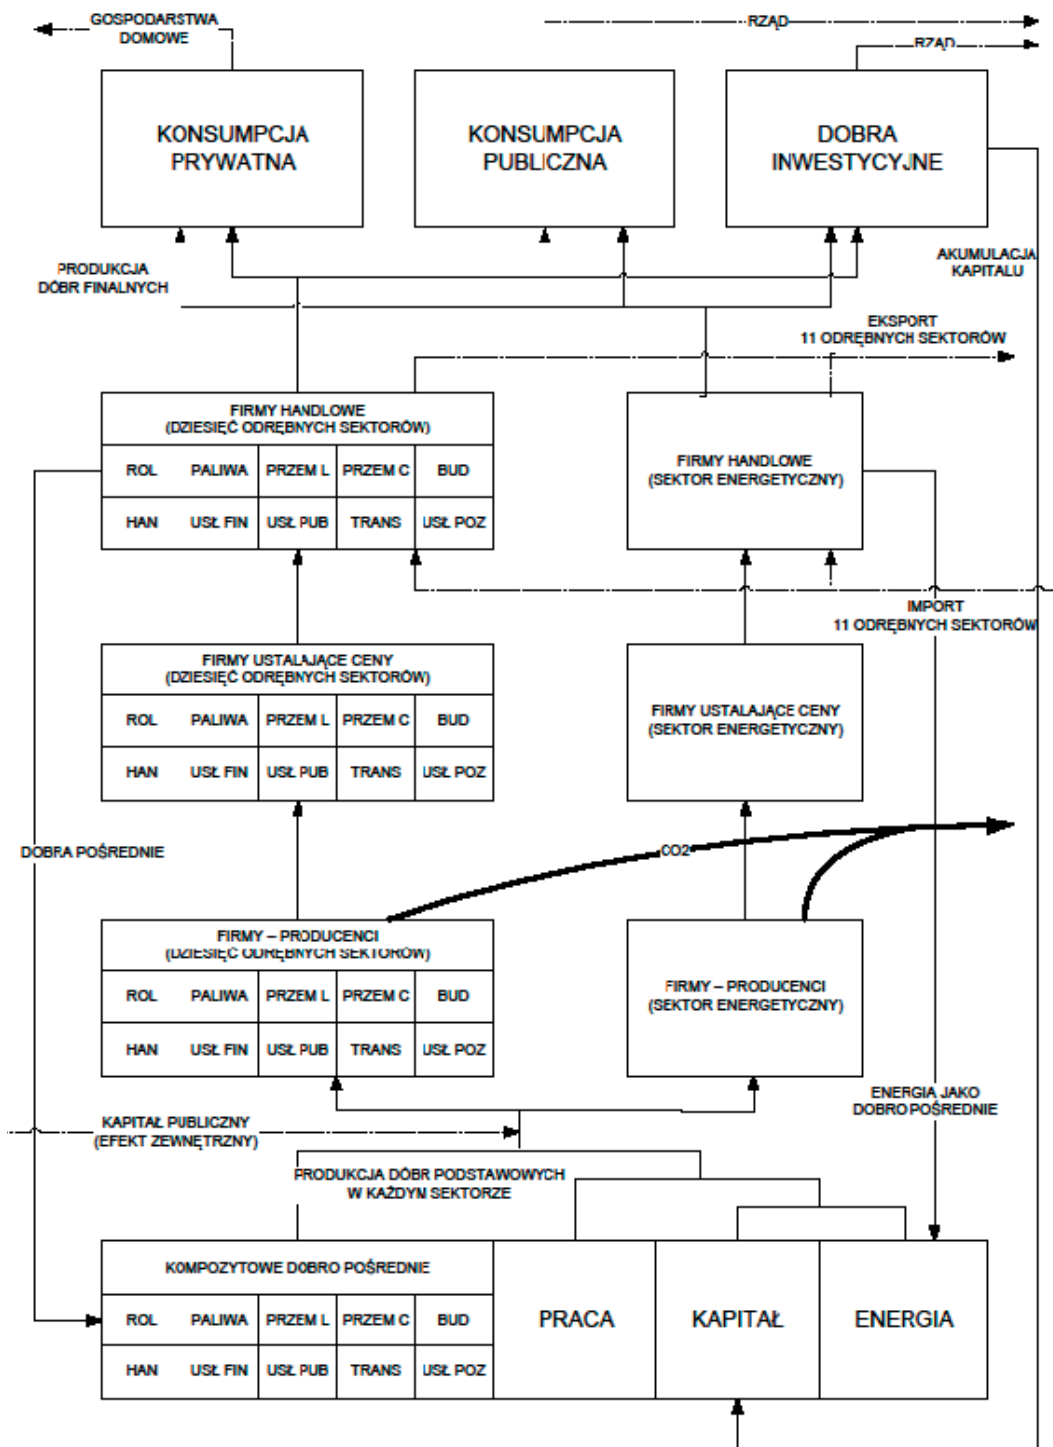 GOSPODARSTWA
DOMOWE
RZĄD
RZĄD
KONSUMPCJA
PRYWATNA
KONSUMPCJA
PUBLICZNA
DOBRA
INWESTYCYJNE
PRODUKCJA
DÓBR FINALNYCH
AKUMULACJA
KAPITALU
EKSPORT
11 ODRĘBNYCH SEKTORÓW
FIRMY HANDLOWE
(DZIESIĘĆ ODRĘBNYCH SEKTORÓW)
ROL PALIWA PRZEM L PRZEM C BUD
HAN USŁ FIN USŁ PUB TRANS USŁ POZ
FIRMY HANDLOWE
(SEKTOR ENERGETYCZNY)
IMPORT
11 ODRĘBNYCH SEKTORÓW
FIRMY USTALAJĄCE CENY
(DZIESIĘĆ ODRĘBNYCH SEKTORÓW)
ROL PALIWA PRZEM L PRZEM C BUD
HAN USŁ FIN USŁ PUB TRANS USŁ POZ
FIRMY USTALAJĄCE CENY
(SEKTOR ENERGETYCZNY)
DOBRA POŚREDNIE
CO2
FIRMY – PRODUCENCI
(DZIESIĘĆ ODRĘBNYCH SEKTORÓW)
ROL PALIWA PRZEM L PRZEM C BUD
HAN USŁ FIN USŁ PUB TRANS USŁ POZ
FIRMY – PRODUCENCI
(SEKTOR ENERGETYCZNY)
KAPITAŁ PUBLICZNY
(EFEKT ZEWNĘTRZNY)
ENERGIA JAKO
DOBRO POŚREDNIE
PRODUKCJA DÓBR PODSTAWOWYCH
W KAŻDYM SEKTORZE
KOMPOZYTOWE DOBRO POŚREDNIE
ROL PALIWA PRZEM L PRZEM C BUD
HAN USŁ FIN USŁ PUB TRANS USŁ POZ
PRACA
KAPITAŁ
ENERGIA